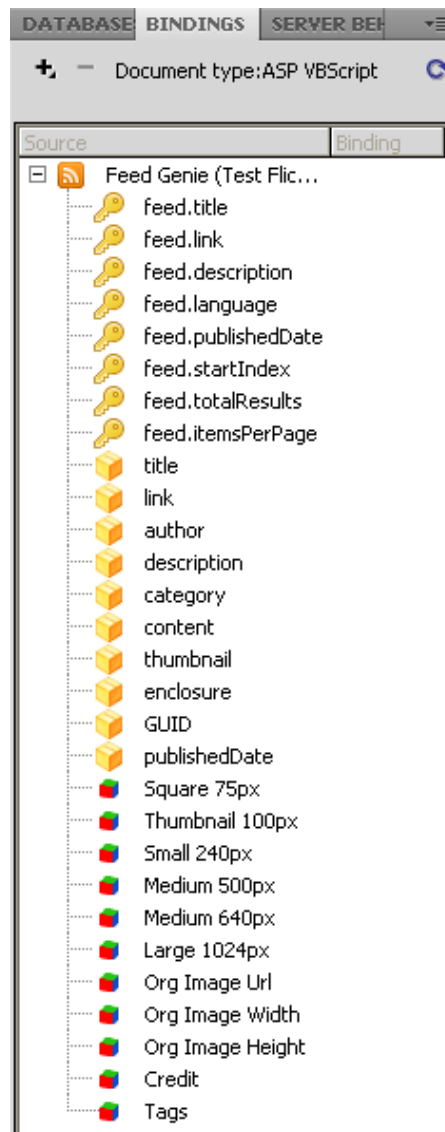 DATABASE BINDINGS SERVER BEH
Document type:ASP VBScript
Source Binding
Feed Genie (Test Flic...
feed.title
feed.link
feed.description
feed.language
feed.publishedDate
feed.startIndex
feed.totalResults
feed.itemsPerPage
title
link
author
description
category
content
thumbnail
enclosure
GUID
publishedDate
Square 75px
Thumbnail 100px
Small 240px
Medium 500px
Medium 640px
Large 1024px
Org Image Url
Org Image Width
Org Image Height
Credit
Tags